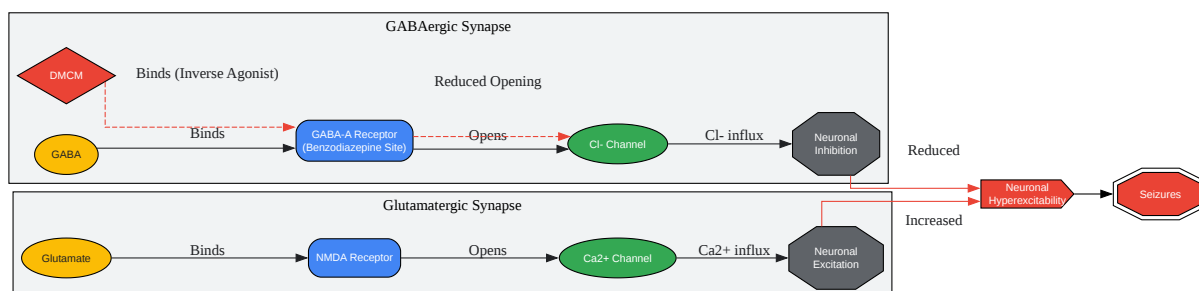 GABAergic Synapse
DMCM
Binds (Inverse Agonist)
Reduced Opening
GABA
Binds
GABA-A Receptor
(Benzodiazepine Site)
Opens
Cl- Channel
Cl- influx
Neuronal
Inhibition
Reduced
Neuronal
Hyperexcitability
Seizures
Increased
Glutamatergic Synapse
Glutamate
Binds
NMDA Receptor
Opens
Ca2+ Channel
Ca2+ influx
Neuronal
Excitation